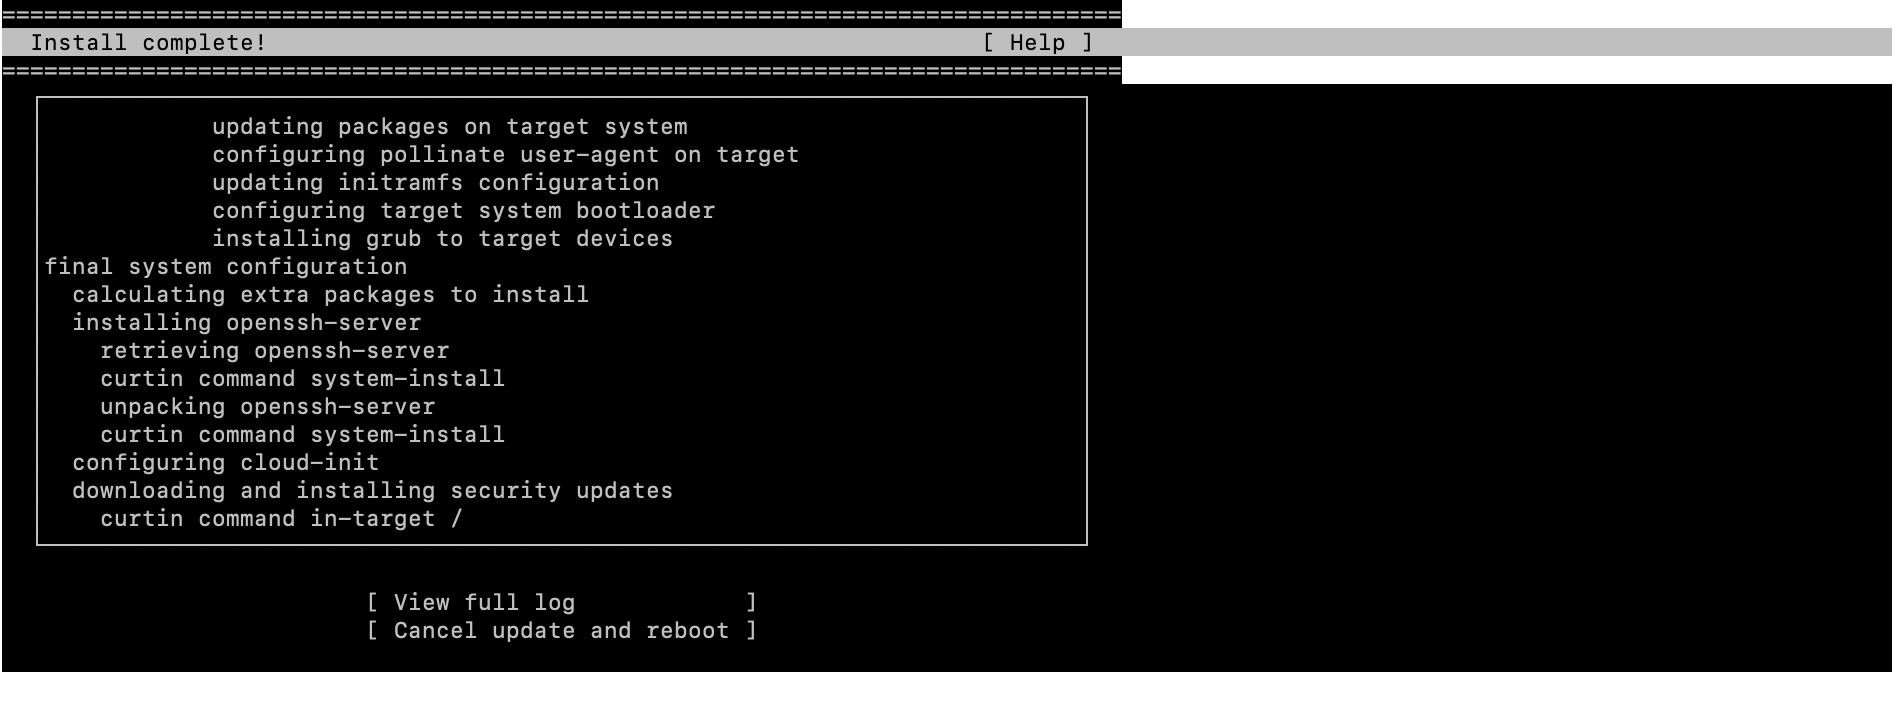 ================================================================================
Install complete! [ Help ]
================================================================================
updating packages on target system
configuring pollinate user-agent on target
updating initramfs configuration
configuring target system bootloader
installing grub to target devices
final system configuration
calculating extra packages to install
installing openssh-server
retrieving openssh-server
curtin command system-install
unpacking openssh-server
curtin command system-install
configuring cloud-init
downloading and installing security updates
curtin command in-target /
[ View full log ]
[ Cancel update and reboot ]